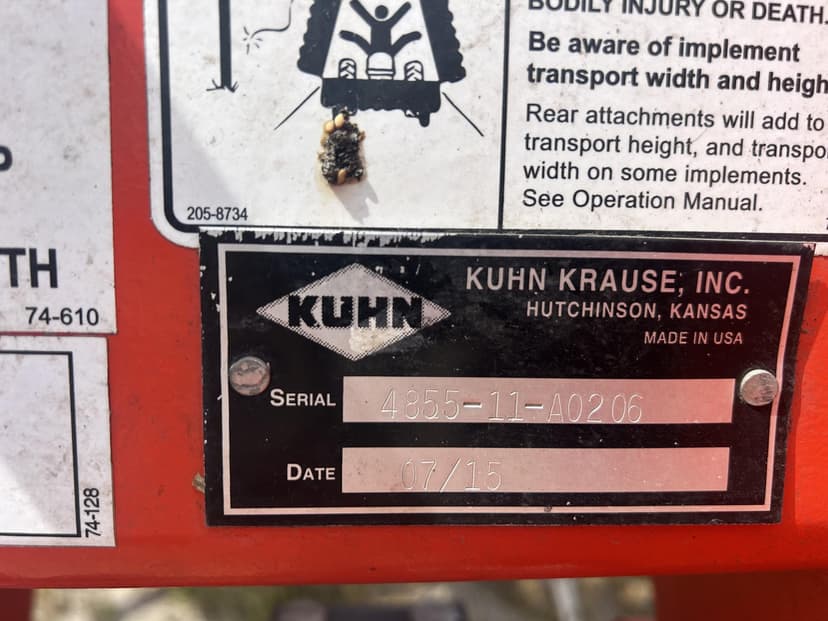 BODILY INJURY OR DEATH.
Be aware of implement
transport width and heigh
Rear attachments will add to
transport height, and transpo
width on some implements.
See Operation Manual.
205-8734
TH
74-610
74-128
KUHN
KUHN KRAUSE, INC.
HUTCHINSON, KANSAS
MADE IN USA
SERIAL 4855-11-A0206
DATE 07/15